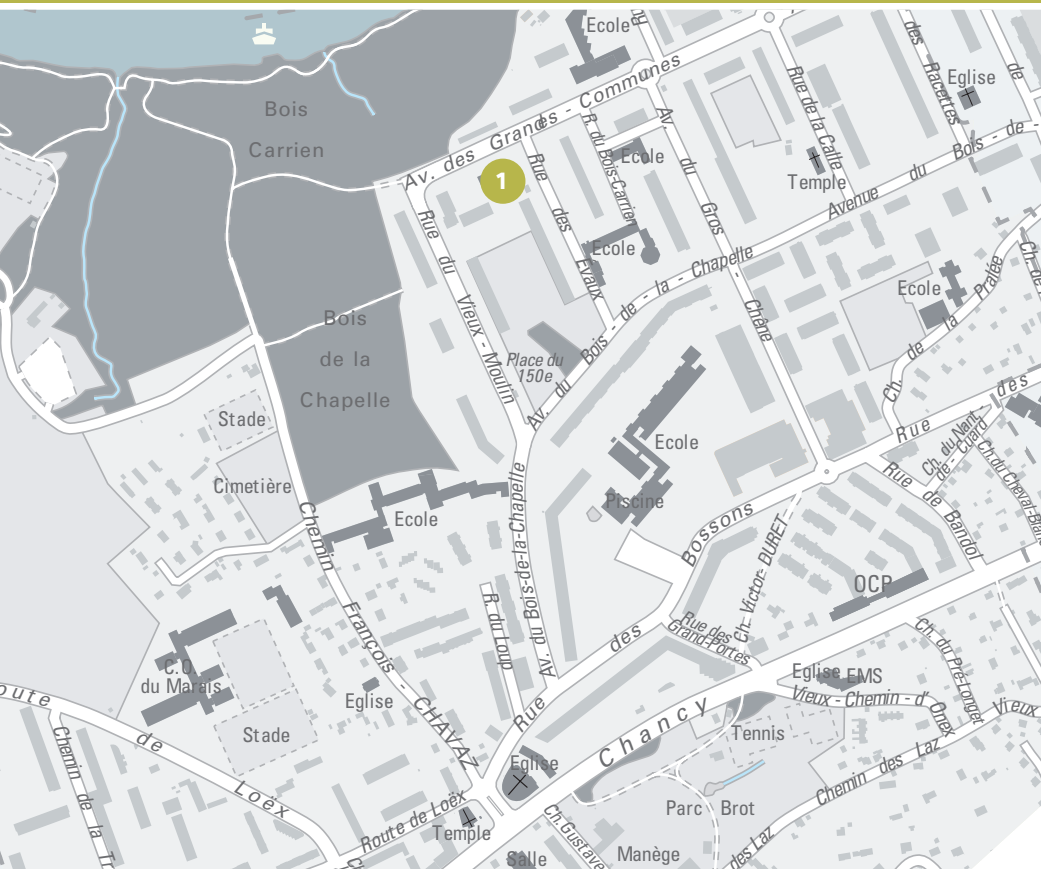 Ecole
Bois
Carrien
Av. des Grandes - Communes
1
Rue du Vieux - Moulin
Rue des Evaux
R. du Bois-Carrien
Ecole
Ecole
Av. du Gros - Chêne
Rue de la Calle
Temple
des Racettes
Eglise
de
Avenue du Bois - de -
Av. du Bois - de - la - Chapelle
Bois
de la
Chapelle
Place du
150e
Ecole
Ch. de la Pralée
Ch. de
Rue des
Ch. du Nant-
de - Cuard
Ch. du Cheval-Blanc
Rue de Bandol
Stade
Cimetière
Chemin François - CHAVAZ
Ecole
Ecole
Piscine
Av. du Bois-de-la-Chapelle
R. du Loup
Rue des Bossons
Ch. Victor- DURET
Rue des
Grand-Portes
OCP
C.O.
du Marais
Stade
Eglise
Eglise
EMS
Vieux - Chemin - d' Onex
Ch. du Pré-Longet
Vieux
oute de Loëx
Chemin de la Tr
Route de Loëx
Temple
Eglise
Chancy
Tennis
Parc Brot
Chemin des Laz
des Laz
Ch. Gustave
Salle
Manège